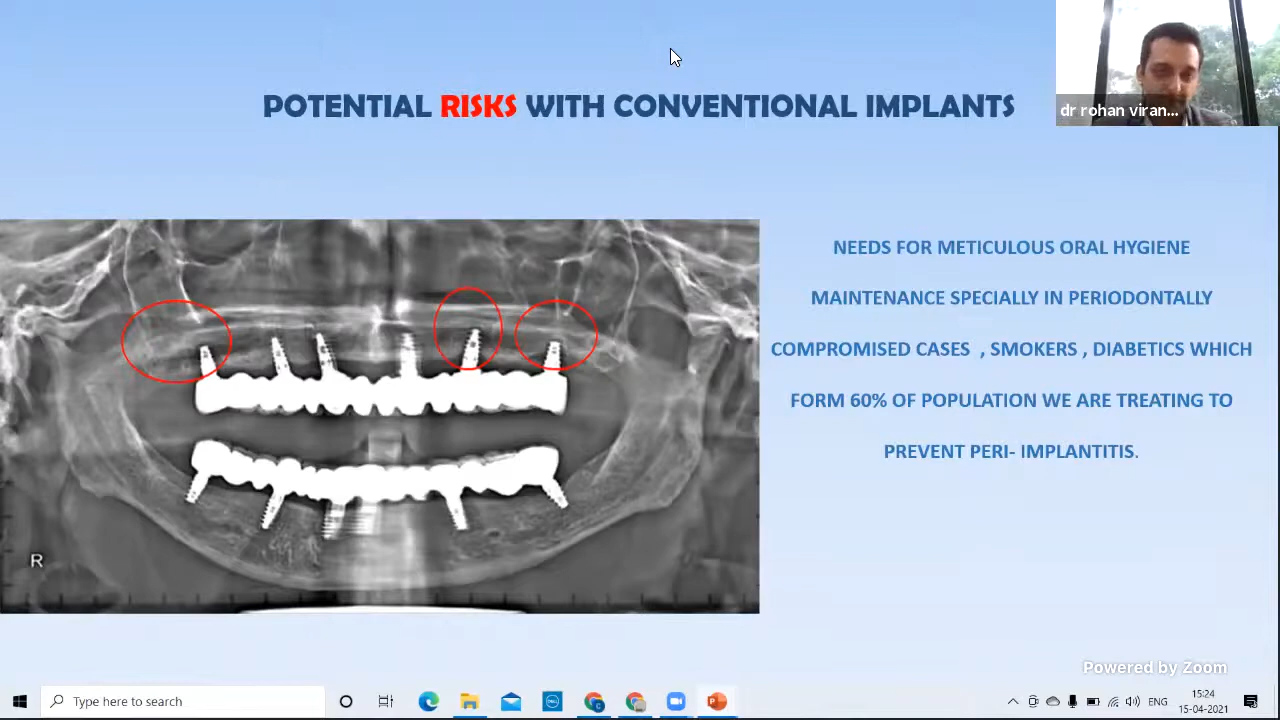 dr rohan viran...
POTENTIAL RISKS WITH CONVENTIONAL IMPLANTS
NEEDS FOR METICULOUS ORAL HYGIENE
MAINTENANCE SPECIALLY IN PERIODONTALLY
COMPROMISED CASES , SMOKERS , DIABETICS WHICH
FORM 60% OF POPULATION WE ARE TREATING TO
PREVENT PERI- IMPLANTITIS.
R
Powered by Zoom
Type here to search
ENG
15:24
15-04-2021